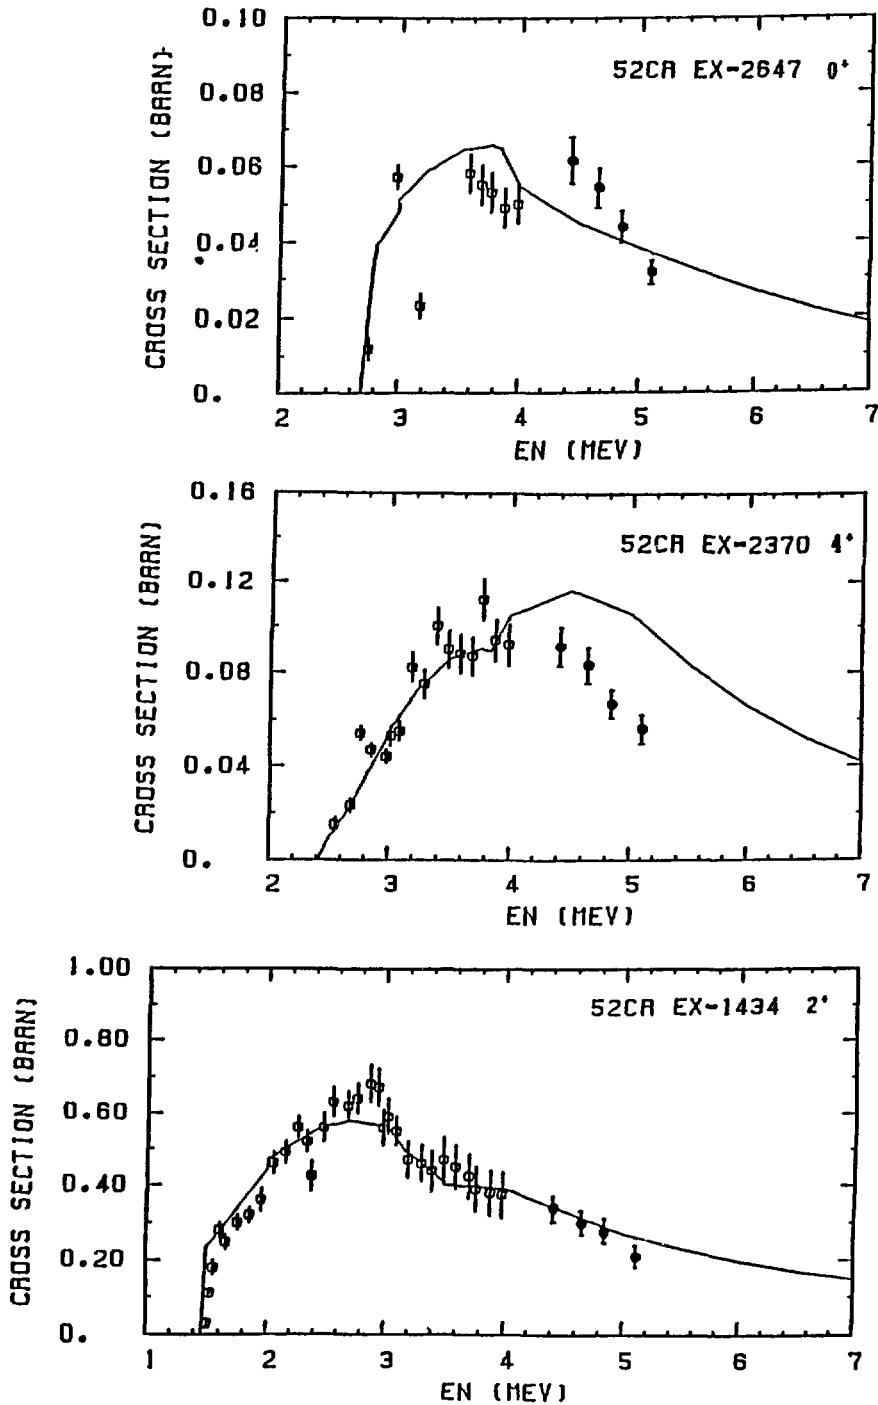 0.10
52CR EX-2647 0+
0.08
0.06
0.04
0.02
0.
CROSS SECTION (BARN)
2 3 4 5 6 7
EN (MEV)
0.16
52CR EX-2370 4+
0.12
0.08
0.04
0.
CROSS SECTION (BARN)
2 3 4 5 6 7
EN (MEV)
1.00
52CR EX-1434 2+
0.80
0.60
0.40
0.20
0.
CROSS SECTION (BARN)
1 2 3 4 5 6 7
EN (MEV)